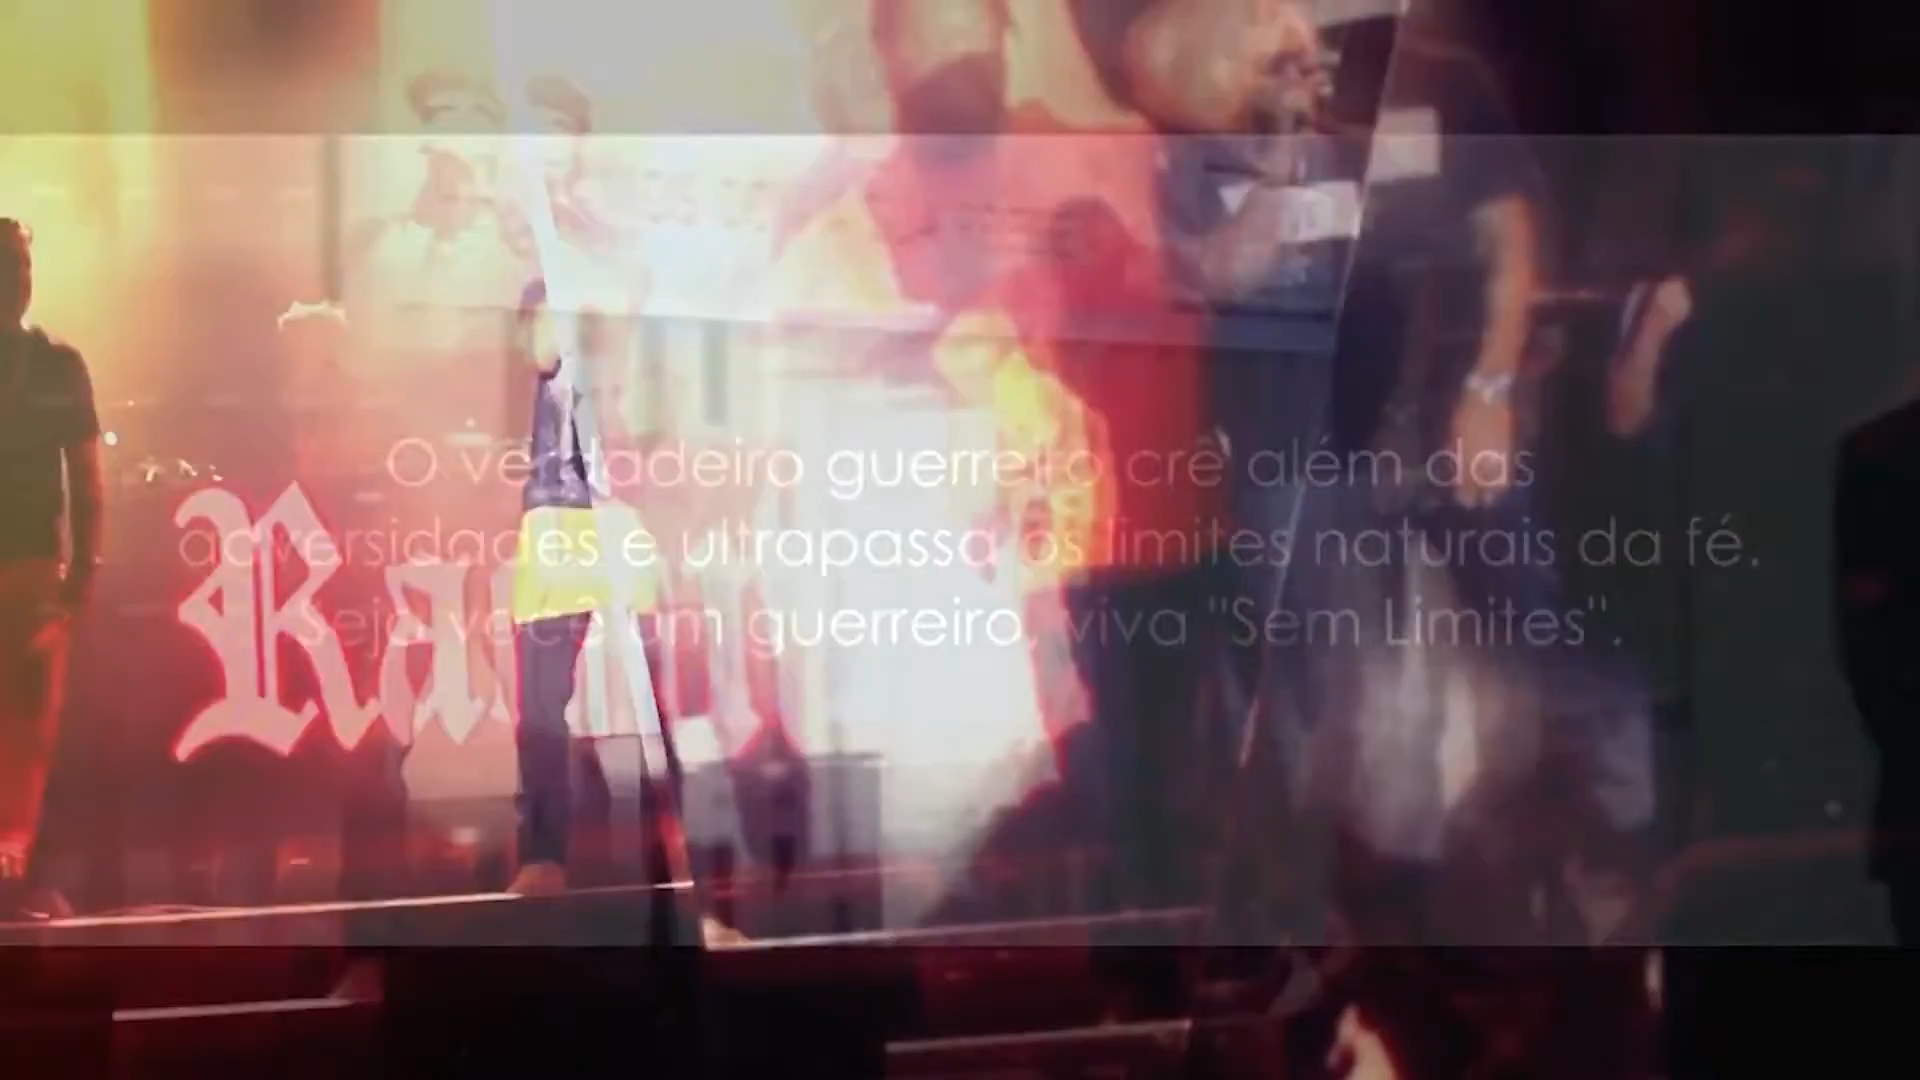 O verdadeiro guerreiro crê além das
adversidades e ultrapassa os limites naturais da fé.
Seja você um guerreiro, viva "Sem Limites".